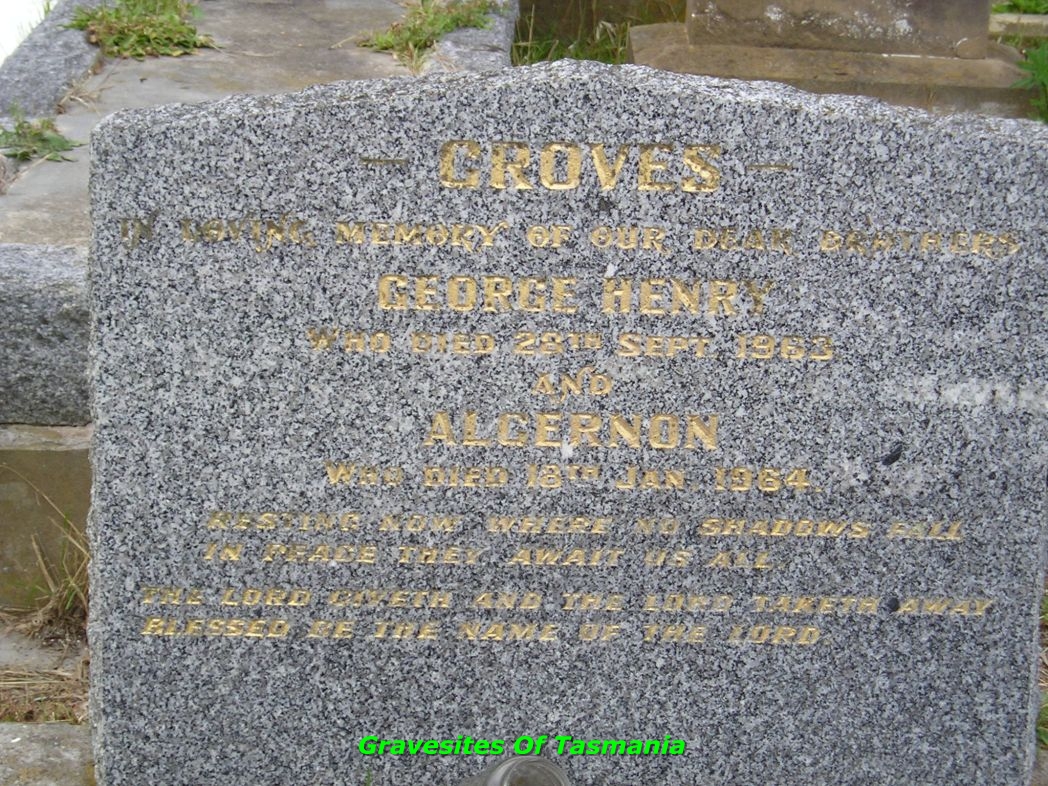 — GROVES —
IN LOVING MEMORY OF OUR DEAR BROTHERS
GEORGE HENRY
WHO DIED 28TH SEPT. 1963
AND
ALGERNON
WHO DIED 18TH JAN. 1964.
RESTING NOW WHERE NO SHADOWS FALL
IN PEACE THEY AWAIT US ALL.
THE LORD GIVETH AND THE LORD TAKETH AWAY
BLESSED BE THE NAME OF THE LORD.
Gravesites Of Tasmania